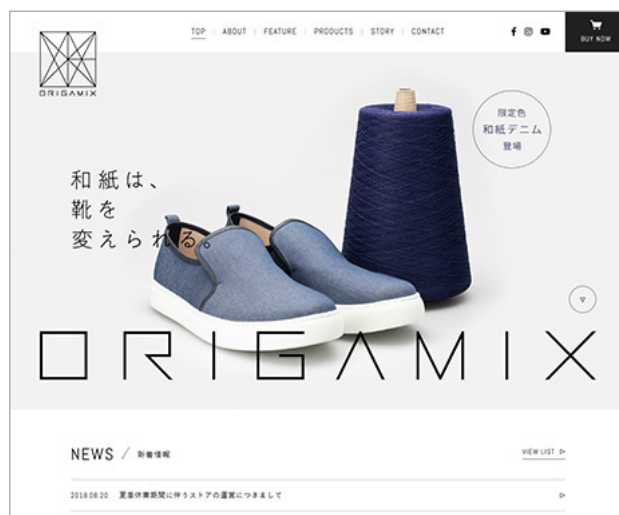 TOP ABOUT FEATURE PRODUCTS STORY CONTACT
BUY NOW
ORIGAMIX
限定色
和紙デニム
登場
和紙は、
靴を
変えられる。
ORIGAMIX
NEWS / 新着情報
VIEW LIST
2018.08.20 夏季休業期間に伴うストアの運営につきまして